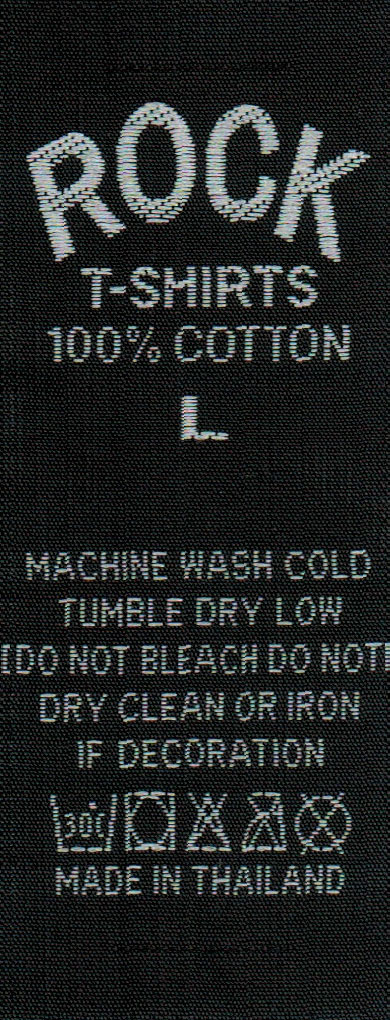 ROCK
T-SHIRTS
100% COTTON
L
MACHINE WASH COLD
TUMBLE DRY LOW
DO NOT BLEACH DO NOT
DRY CLEAN OR IRON
IF DECORATION
30c
MADE IN THAILAND